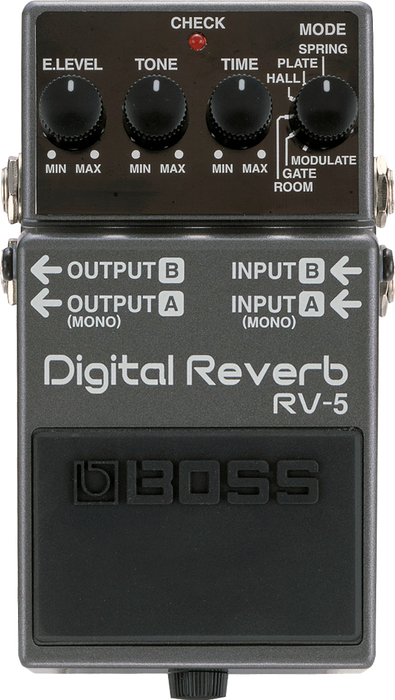 CHECK
MODE
SPRING
PLATE
HALL
E.LEVEL
TONE
TIME
MIN MAX
MIN MAX
MIN MAX
MODULATE
GATE
ROOM
OUTPUT B
INPUT B
OUTPUT A
(MONO)
INPUT A
(MONO)
Digital Reverb
RV-5
b BOSS